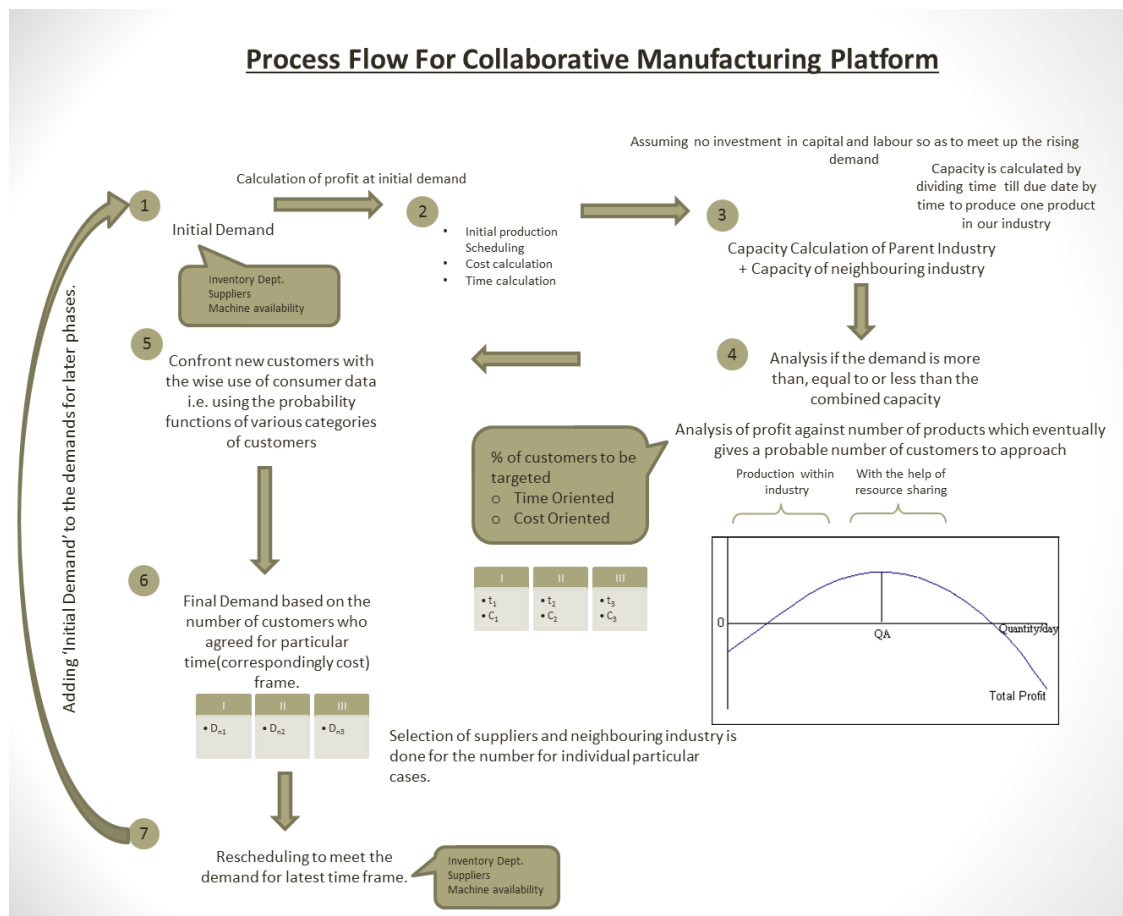 Process Flow For Collaborative Manufacturing Platform
Assuming no investment in capital and labour so as to meet up the rising
demand
Capacity is calculated by
dividing time till due date by
time to produce one product
in our industry
Calculation of profit at initial demand
1
Initial Demand
Inventory Dept.
Suppliers
Machine availability
2
• Initial production
Scheduling
• Cost calculation
• Time calculation
3
Capacity Calculation of Parent Industry
+ Capacity of neighbouring industry
4
Analysis if the demand is more
than, equal to or less than the
combined capacity
Analysis of profit against number of products which eventually
gives a probable number of customers to approach
Production within
industry
With the help of
resource sharing
0
QA
Quantity/day
Total Profit
% of customers to be
targeted
o Time Oriented
o Cost Oriented
I II III
• t₁ • t₂ • t₃
• C₁ • C₂ • C₃
5
Confront new customers with
the wise use of consumer data
i.e. using the probability
functions of various categories
of customers
6
Final Demand based on the
number of customers who
agreed for particular
time(correspondingly cost)
frame.
I II III
• Dₙ₁ • Dₙ₂ • Dₙ₃
Selection of suppliers and neighbouring industry is
done for the number for individual particular
cases.
7
Rescheduling to meet the
demand for latest time frame.
Inventory Dept.
Suppliers
Machine availability
Adding ‘Initial Demand’ to the demands for later phases.